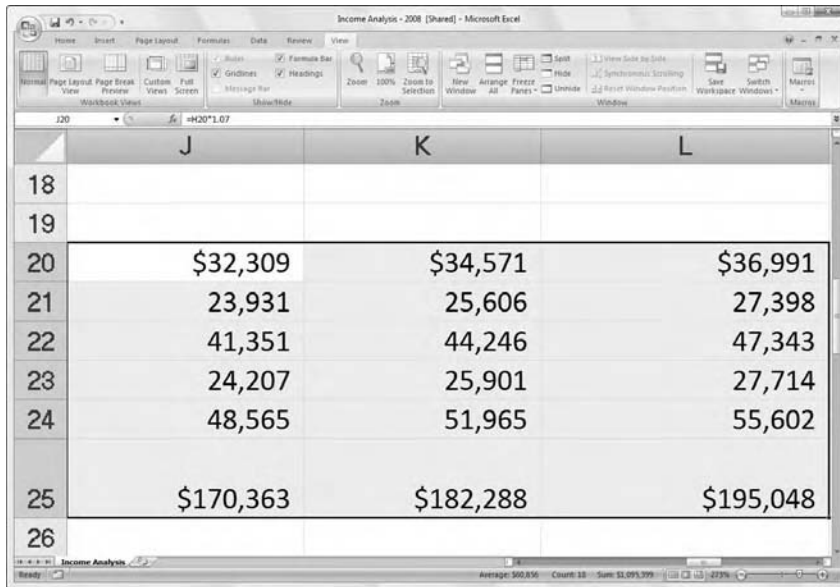 Income Analysis - 2008 [Shared] - Microsoft Excel
Home Insert Page Layout Formulas Data Review View
Normal Page Layout View Page Break Preview Custom Views Full Screen
Workbook Views
Ruler Formula Bar
Gridlines Headings
Message Bar
Show/Hide
Zoom 100% Zoom to Selection
Zoom
New Window Arrange All Freeze Panes
Split View Side by Side
Hide Synchronous Scrolling
Unhide Reset Window Position
Save Workspace Switch Windows
Window
Macros
Macros
J20 fx =H20*1.07
J K L
18
19
20 $32,309 $34,571 $36,991
21 23,931 25,606 27,398
22 41,351 44,246 47,343
23 24,207 25,901 27,714
24 48,565 51,965 55,602
25 $170,363 $182,288 $195,048
26
Income Analysis
Ready Average: $60,856 Count: 18 Sum: $1,095,399 273%